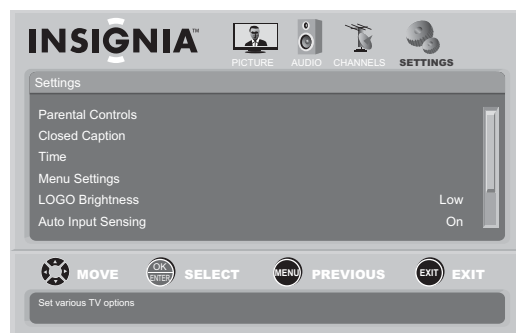 INSIGNIA™
PICTURE AUDIO CHANNELS SETTINGS
Settings
Parental Controls
Closed Caption
Time
Menu Settings
LOGO Brightness Low
Auto Input Sensing On
MOVE OK ENTER SELECT MENU PREVIOUS EXIT EXIT
Set various TV options